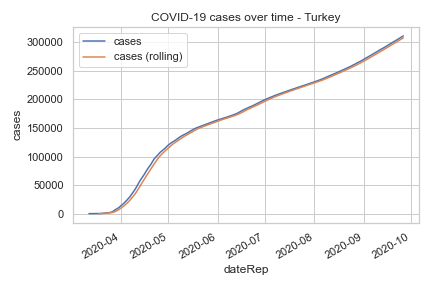 COVID-19 cases over time - Turkey
cases
cases (rolling)
300000
250000
200000
150000
100000
50000
0
cases
2020-04
2020-05
2020-06
2020-07
2020-08
2020-09
2020-10
dateRep